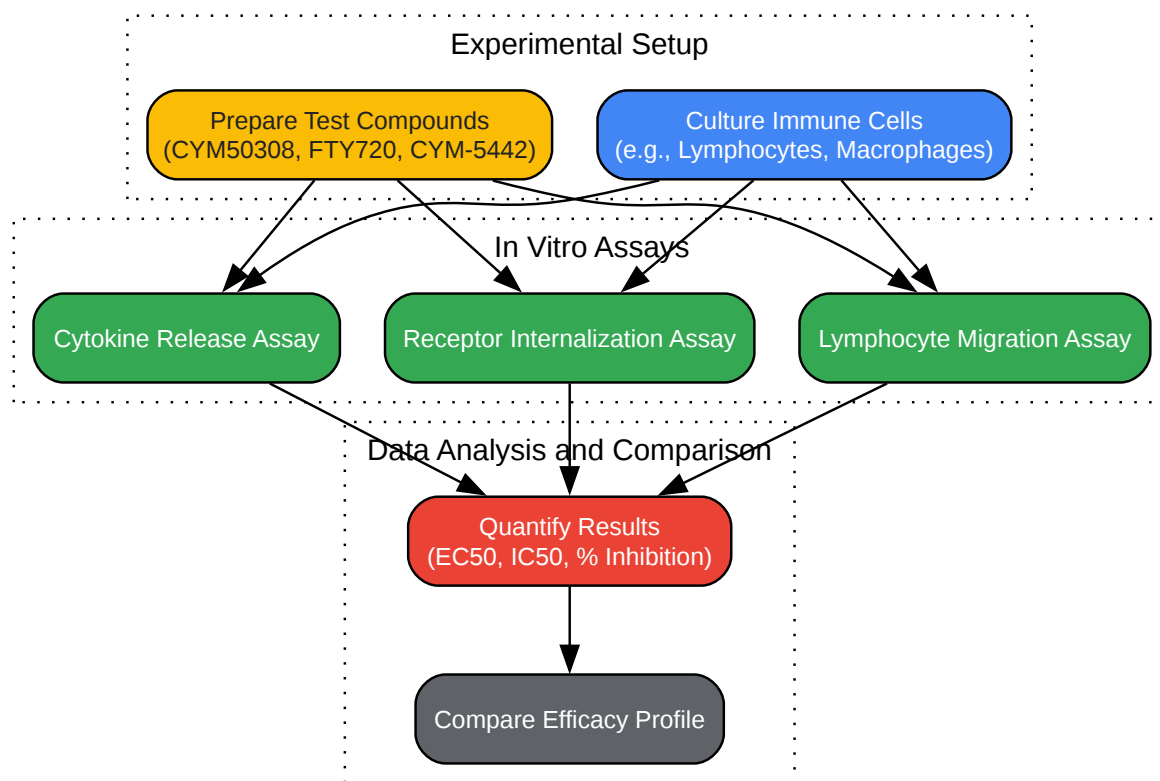 Experimental Setup
Prepare Test Compounds
(CYM50308, FTY720, CYM-5442)
Culture Immune Cells
(e.g., Lymphocytes, Macrophages)
In Vitro Assays
Cytokine Release Assay
Receptor Internalization Assay
Lymphocyte Migration Assay
Data Analysis and Comparison
Quantify Results
(EC50, IC50, % Inhibition)
Compare Efficacy Profile